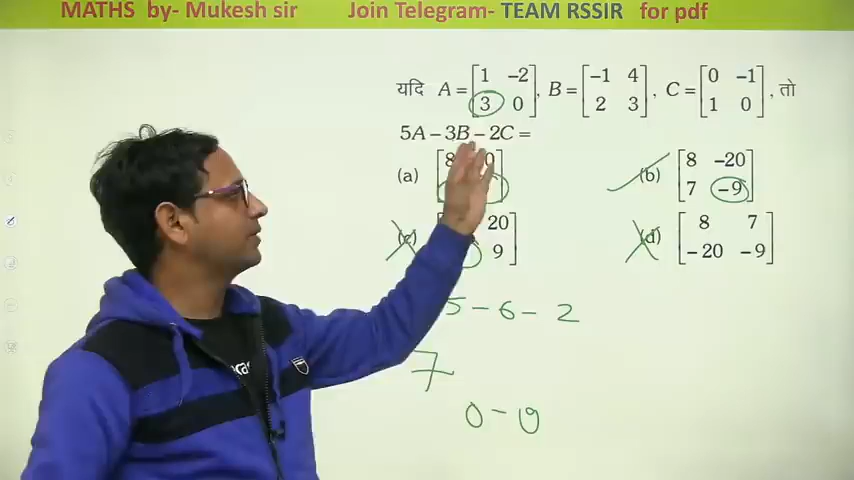 MATHS by- Mukesh sir Join Telegram- TEAM RSSIR for pdf
यदि A = [1 -2; 3 0], B = [-1 4; 2 3], C = [0 -1; 1 0], तो
5A – 3B – 2C =
(a) [8 0
(b) [8 -20; 7 -9]
(c) 20; 9]
(d) [8 7; -20 -9]
5 - 6 - 2
7
0 - 9